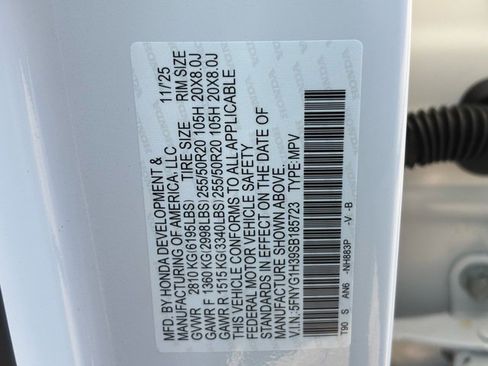 MFD. BY HONDA DEVELOPMENT & 11/25
MANUFACTURING OF AMERICA, LLC
TIRE SIZE RIM SIZE
GVWR 2810 KG(6195LBS)
GAWR F 1360 KG(2998LBS) 255/50R20 105H 20X8.0J
GAWR R 1515 KG(3340LBS) 255/50R20 105H 20X8.0J
THIS VEHICLE CONFORMS TO ALL APPLICABLE
FEDERAL MOTOR VEHICLE SAFETY
STANDARDS IN EFFECT ON THE DATE OF
MANUFACTURE SHOWN ABOVE.
V.I.N.:5FNYG1H39SB185723 TYPE:MPV
T90 S AN6 -NH883P -V -B
HONDA